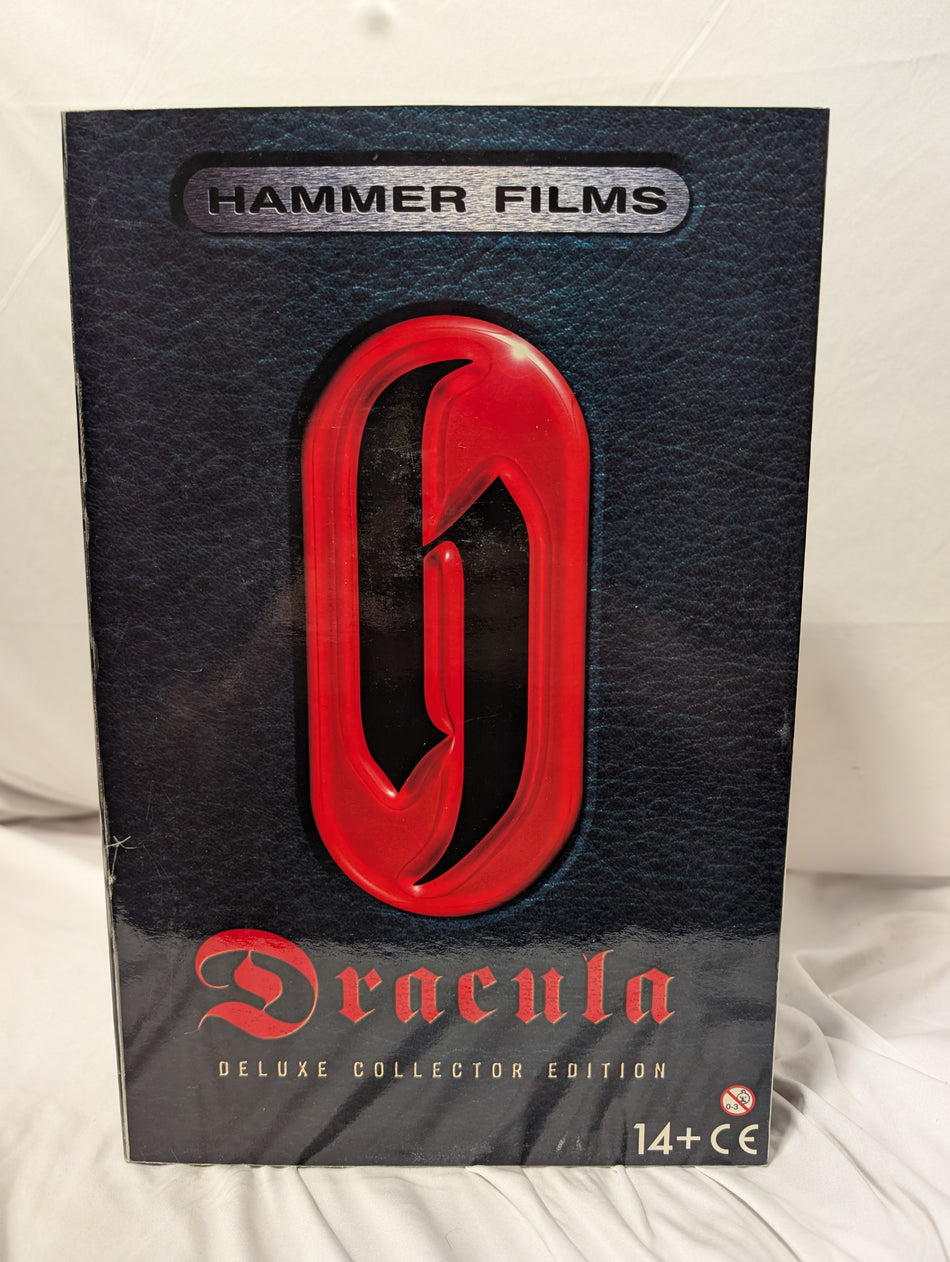 HAMMER FILMS
Dracula
DELUXE COLLECTOR EDITION
0-3
14+ CE